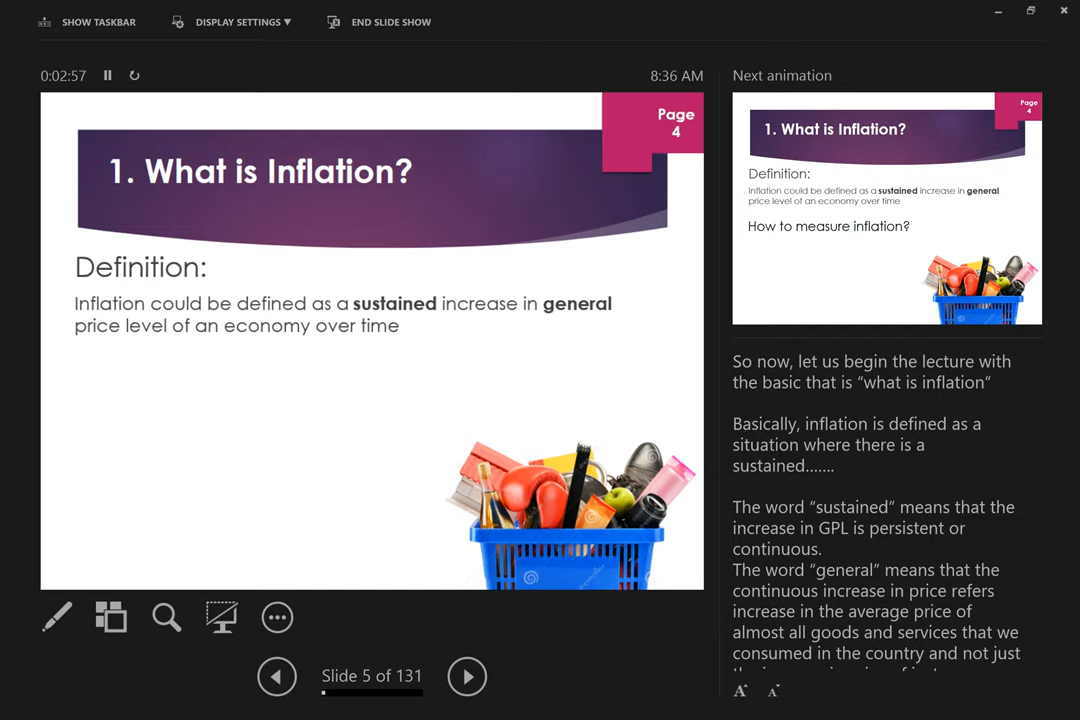 SHOW TASKBAR
DISPLAY SETTINGS ▼
END SLIDE SHOW
0:02:57
8:36 AM
Page
4
1. What is Inflation?
Definition:
Inflation could be defined as a sustained increase in general
price level of an economy over time
Slide 5 of 131
Next animation
Page
4
1. What is Inflation?
Definition:
Inflation could be defined as a sustained increase in general
price level of an economy over time
How to measure inflation?
So now, let us begin the lecture with
the basic that is “what is inflation”
Basically, inflation is defined as a
situation where there is a
sustained.......
The word “sustained” means that the
increase in GPL is persistent or
continuous.
The word “general” means that the
continuous increase in price refers
increase in the average price of
almost all goods and services that we
consumed in the country and not just
A
A